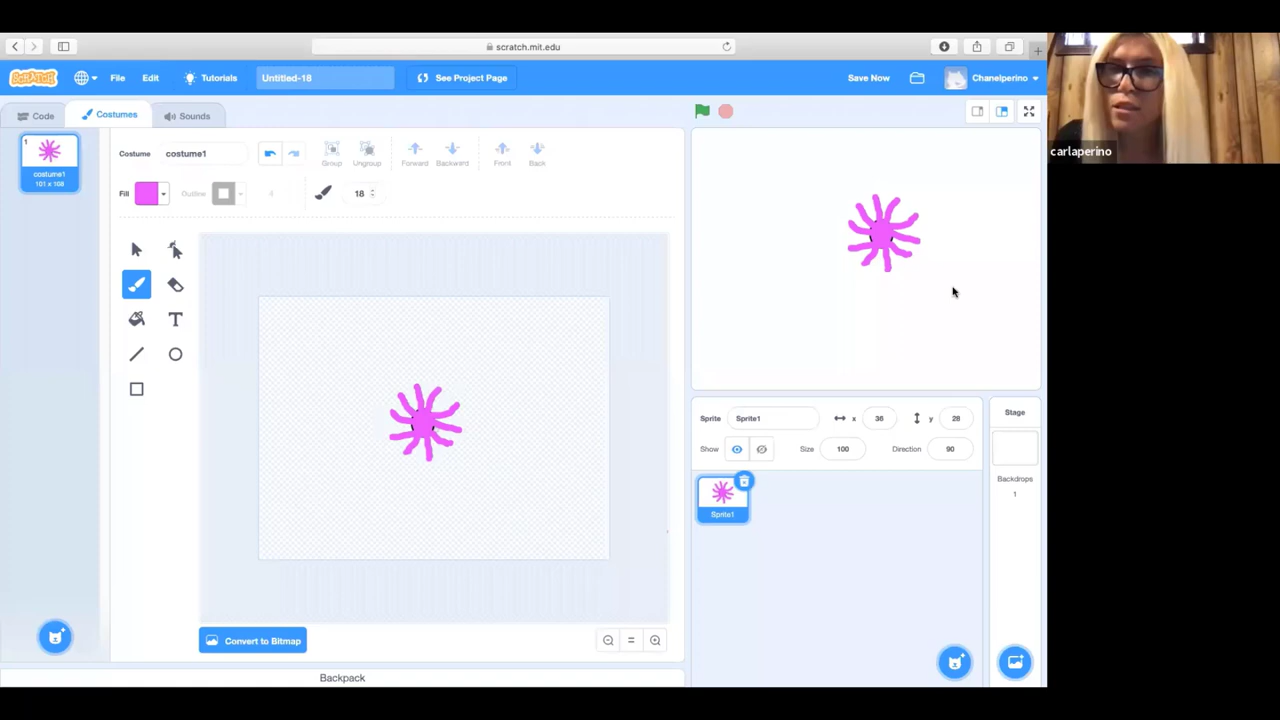 scratch.mit.edu
SCRATCH File Edit Tutorials Untitled-18 See Project Page Save Now Chanelperino
Code Costumes Sounds
1
costume1
101 x 108
Costume costume1 Group Ungroup Forward Backward Front Back
Fill Outline 4 18
T
Convert to Bitmap
Backpack
Sprite Sprite1 x 36 y 28
Show Size 100 Direction 90
Sprite1
Stage
Backdrops
1
carlaperino